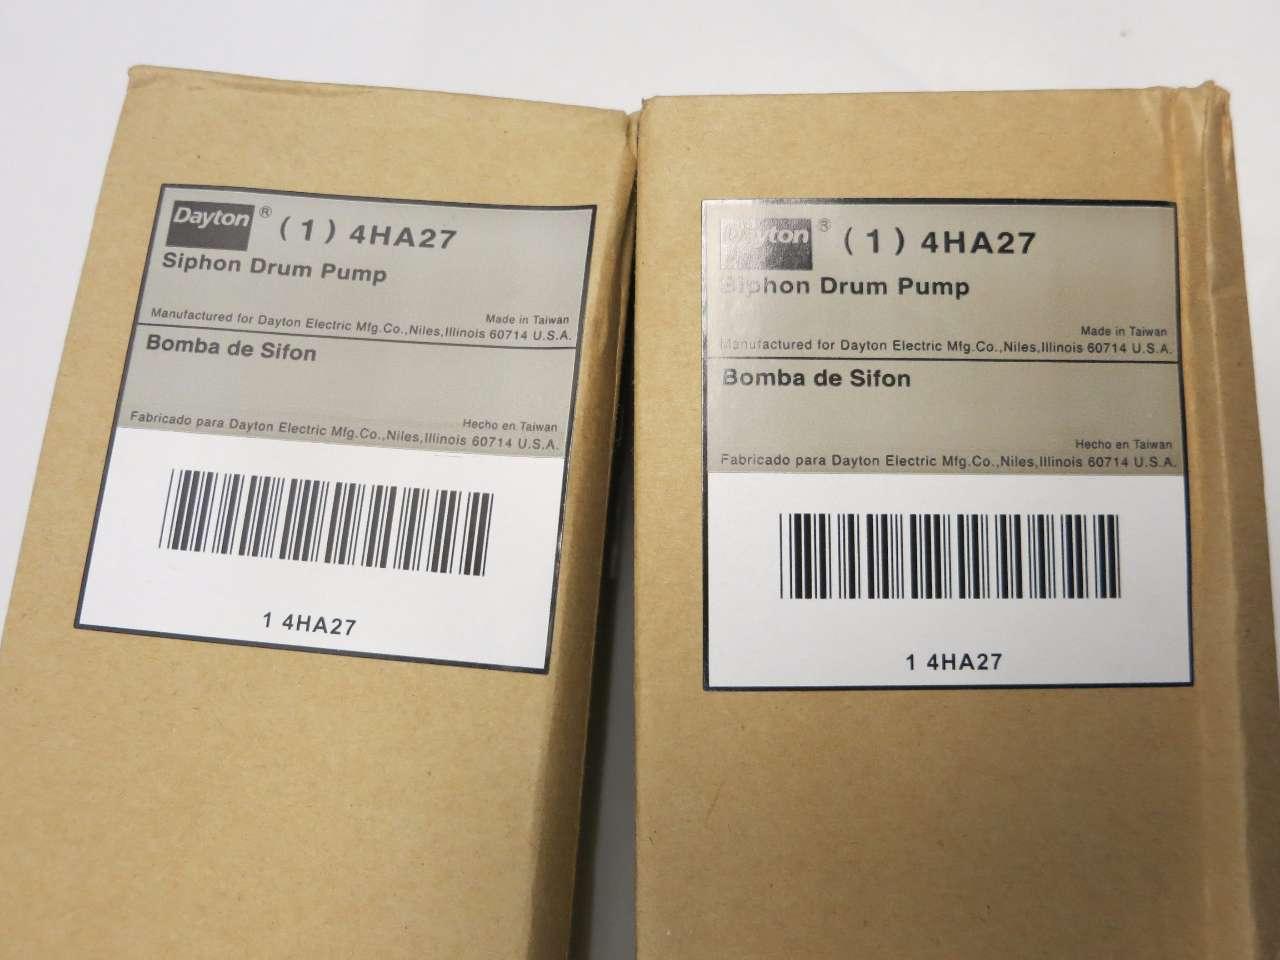 Dayton® (1) 4HA27
Siphon Drum Pump
Made in Taiwan
Manufactured for Dayton Electric Mfg.Co.,Niles,Illinois 60714 U.S.A.
Bomba de Sifon
Hecho en Taiwan
Fabricado para Dayton Electric Mfg.Co.,Niles,Illinois 60714 U.S.A.
1 4HA27
Dayton® (1) 4HA27
Siphon Drum Pump
Made in Taiwan
Manufactured for Dayton Electric Mfg.Co.,Niles,Illinois 60714 U.S.A.
Bomba de Sifon
Hecho en Taiwan
Fabricado para Dayton Electric Mfg.Co.,Niles,Illinois 60714 U.S.A.
1 4HA27